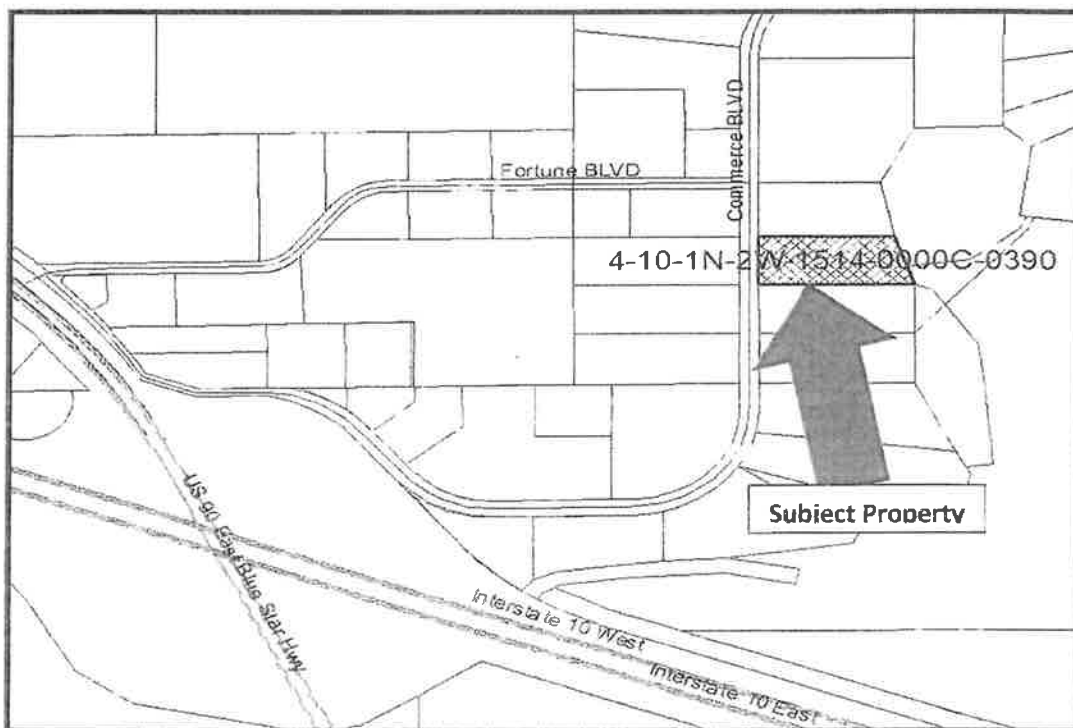 Commerce BLVD
Fortune BLVD
4-10-1N-2W-1514-0000C-0390
Subject Property
US 90 East Blue Star Hwy
Interstate 10 West
Interstate 10 East